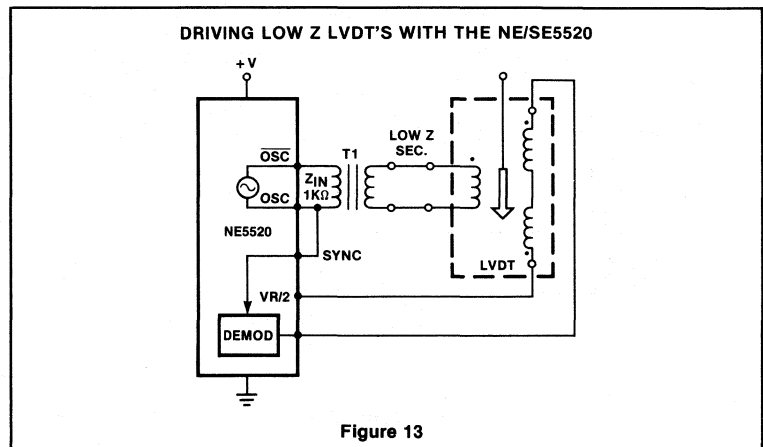 DRIVING LOW Z LVDT'S WITH THE NE/SE5520
+V
OSC
T1
LOW Z
SEC.
ZIN
1KΩ
OSC
NE5520
SYNC
LVDT
VR/2
DEMOD
Figure 13